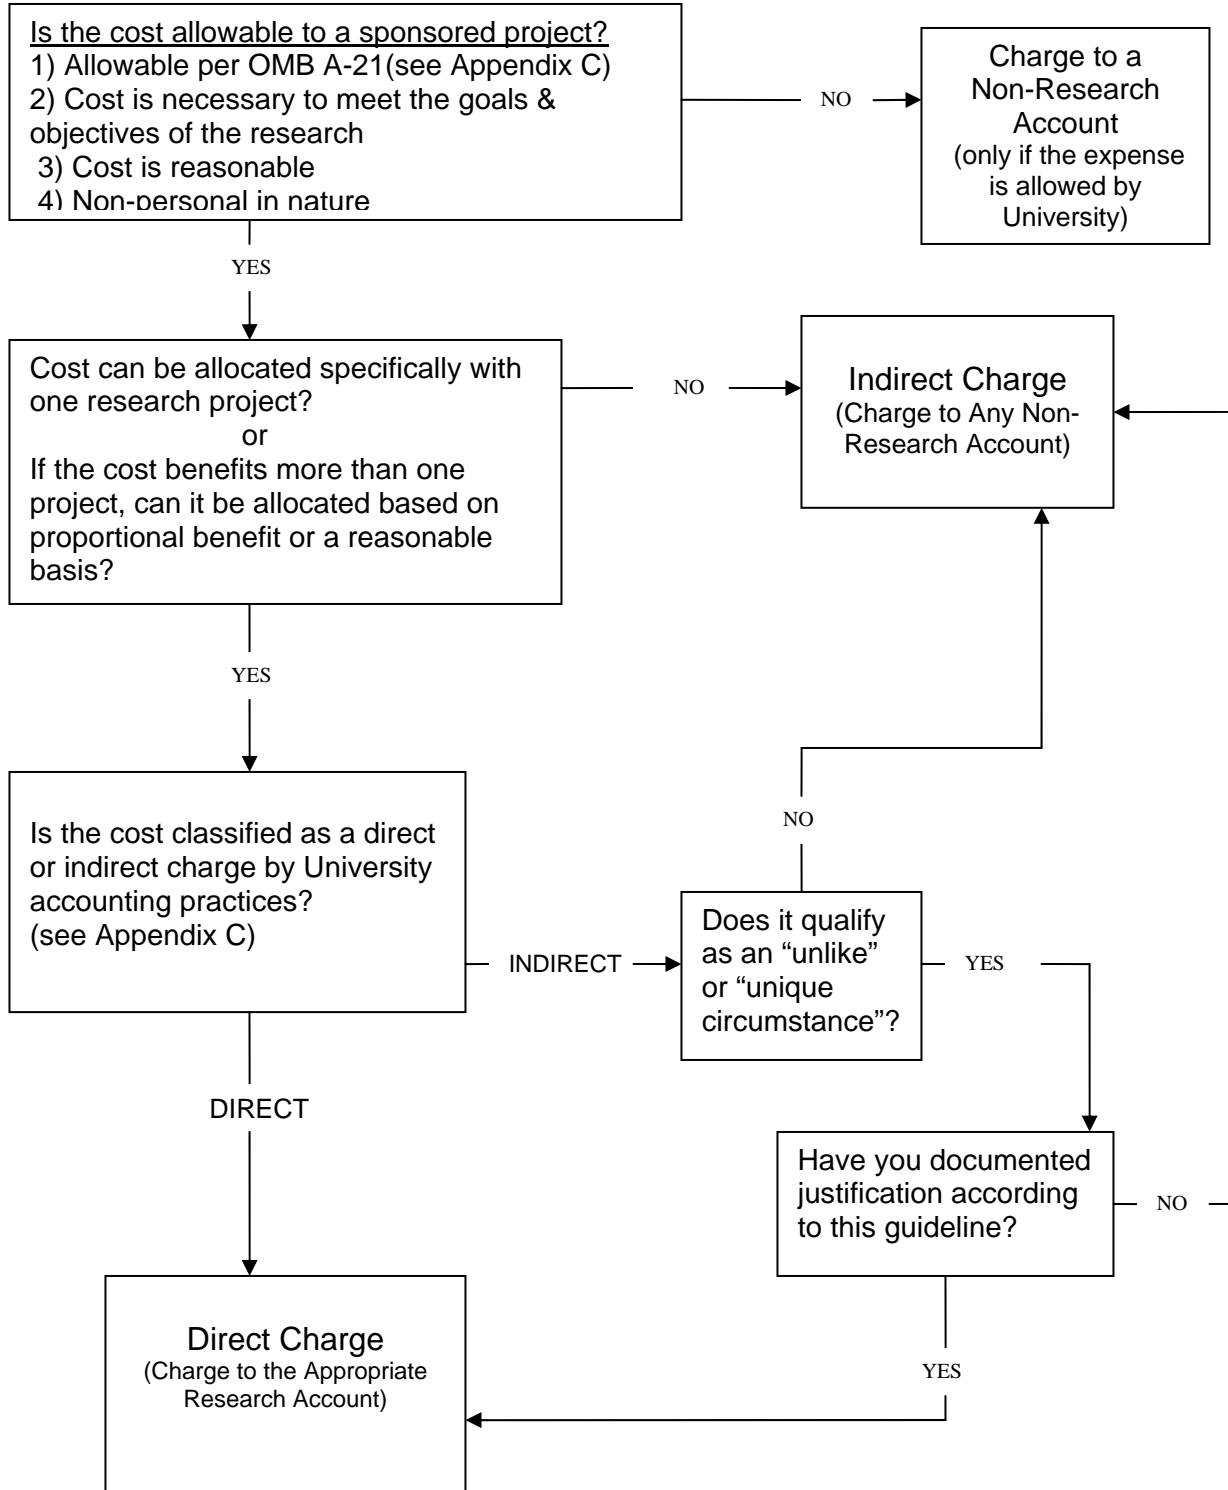 Is the cost allowable to a sponsored project?
1) Allowable per OMB A-21(see Appendix C)
2) Cost is necessary to meet the goals &
objectives of the research
3) Cost is reasonable
4) Non-personal in nature
NO
Charge to a
Non-Research
Account
(only if the expense
is allowed by
University)
YES
Cost can be allocated specifically with
one research project?
or
If the cost benefits more than one
project, can it be allocated based on
proportional benefit or a reasonable
basis?
NO
Indirect Charge
(Charge to Any Non-
Research Account)
YES
Is the cost classified as a direct
or indirect charge by University
accounting practices?
(see Appendix C)
INDIRECT
NO
Does it qualify
as an “unlike”
or “unique
circumstance”?
YES
DIRECT
Have you documented
justification according
to this guideline?
NO
YES
Direct Charge
(Charge to the Appropriate
Research Account)